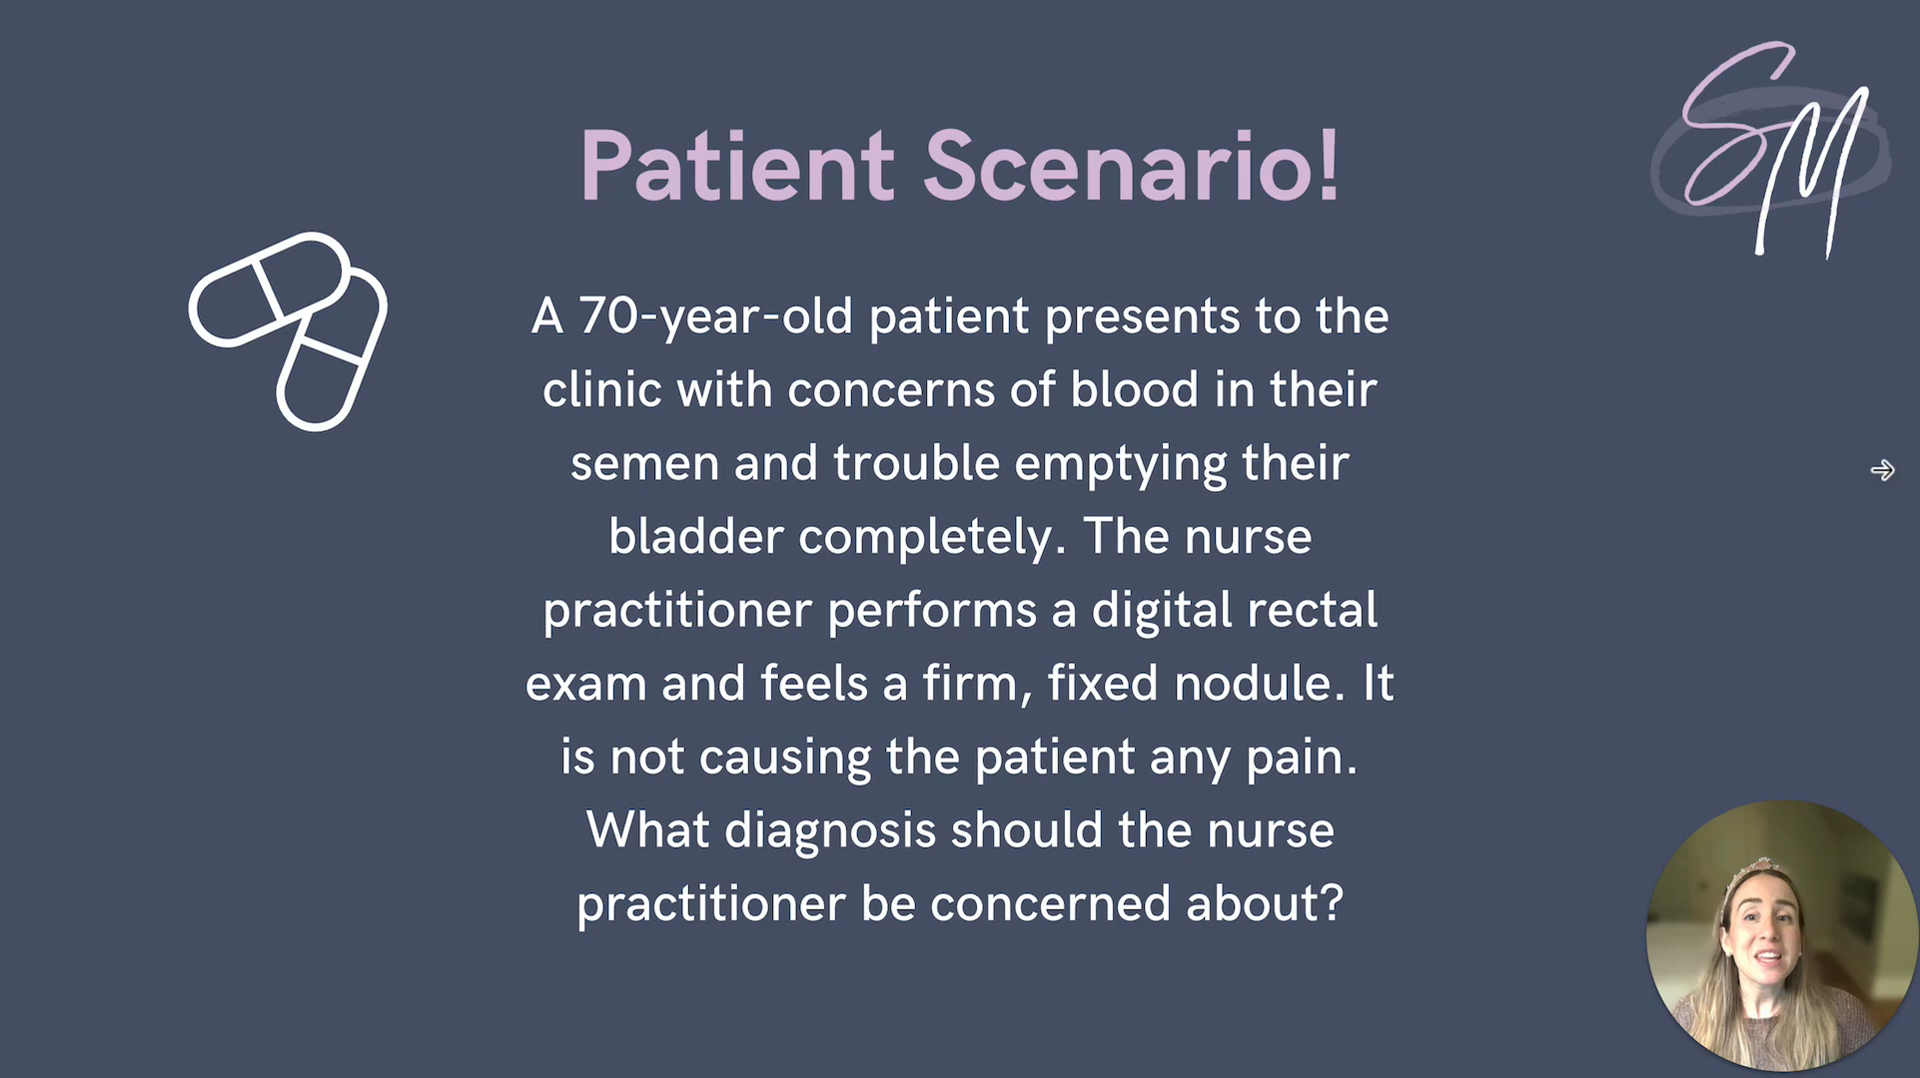 SM
Patient Scenario!
A 70-year-old patient presents to the
clinic with concerns of blood in their
semen and trouble emptying their
bladder completely. The nurse
practitioner performs a digital rectal
exam and feels a firm, fixed nodule. It
is not causing the patient any pain.
What diagnosis should the nurse
practitioner be concerned about?